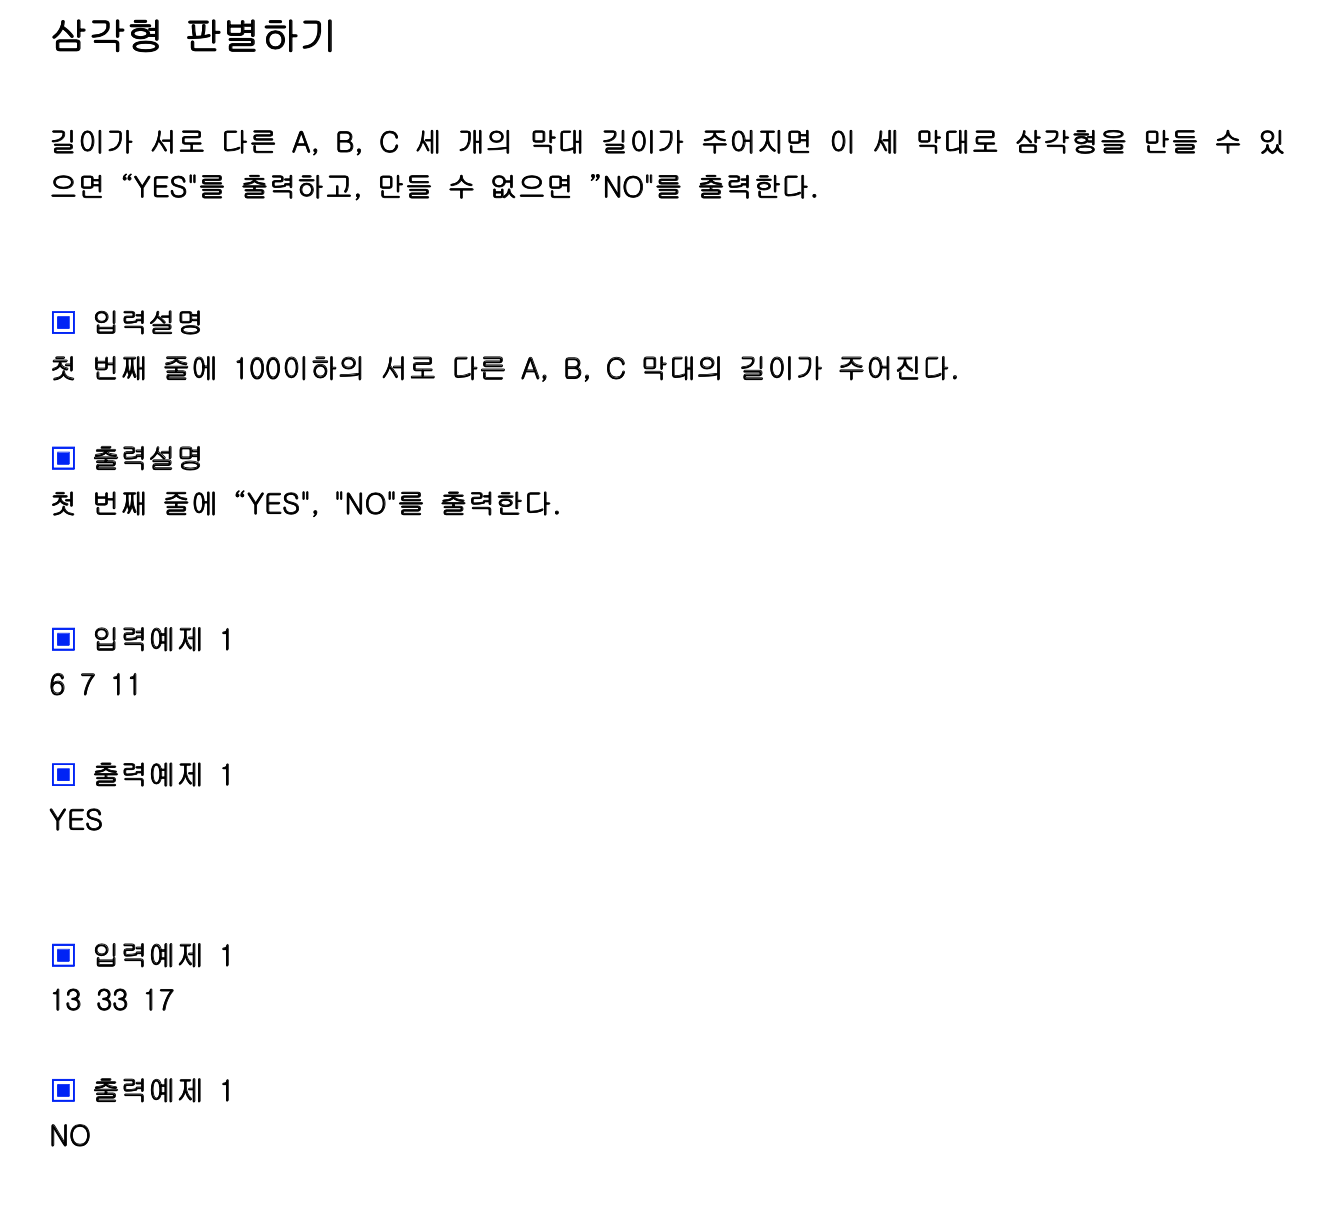 삼각형 판별하기
길이가 서로 다른 A, B, C 세 개의 막대 길이가 주어지면 이 세 막대로 삼각형을 만들 수 있
으면 “YES"를 출력하고, 만들 수 없으면 ”NO"를 출력한다.
▣ 입력설명
첫 번째 줄에 100이하의 서로 다른 A, B, C 막대의 길이가 주어진다.
▣ 출력설명
첫 번째 줄에 “YES", "NO"를 출력한다.
▣ 입력예제 1
6 7 11
▣ 출력예제 1
YES
▣ 입력예제 1
13 33 17
▣ 출력예제 1
NO